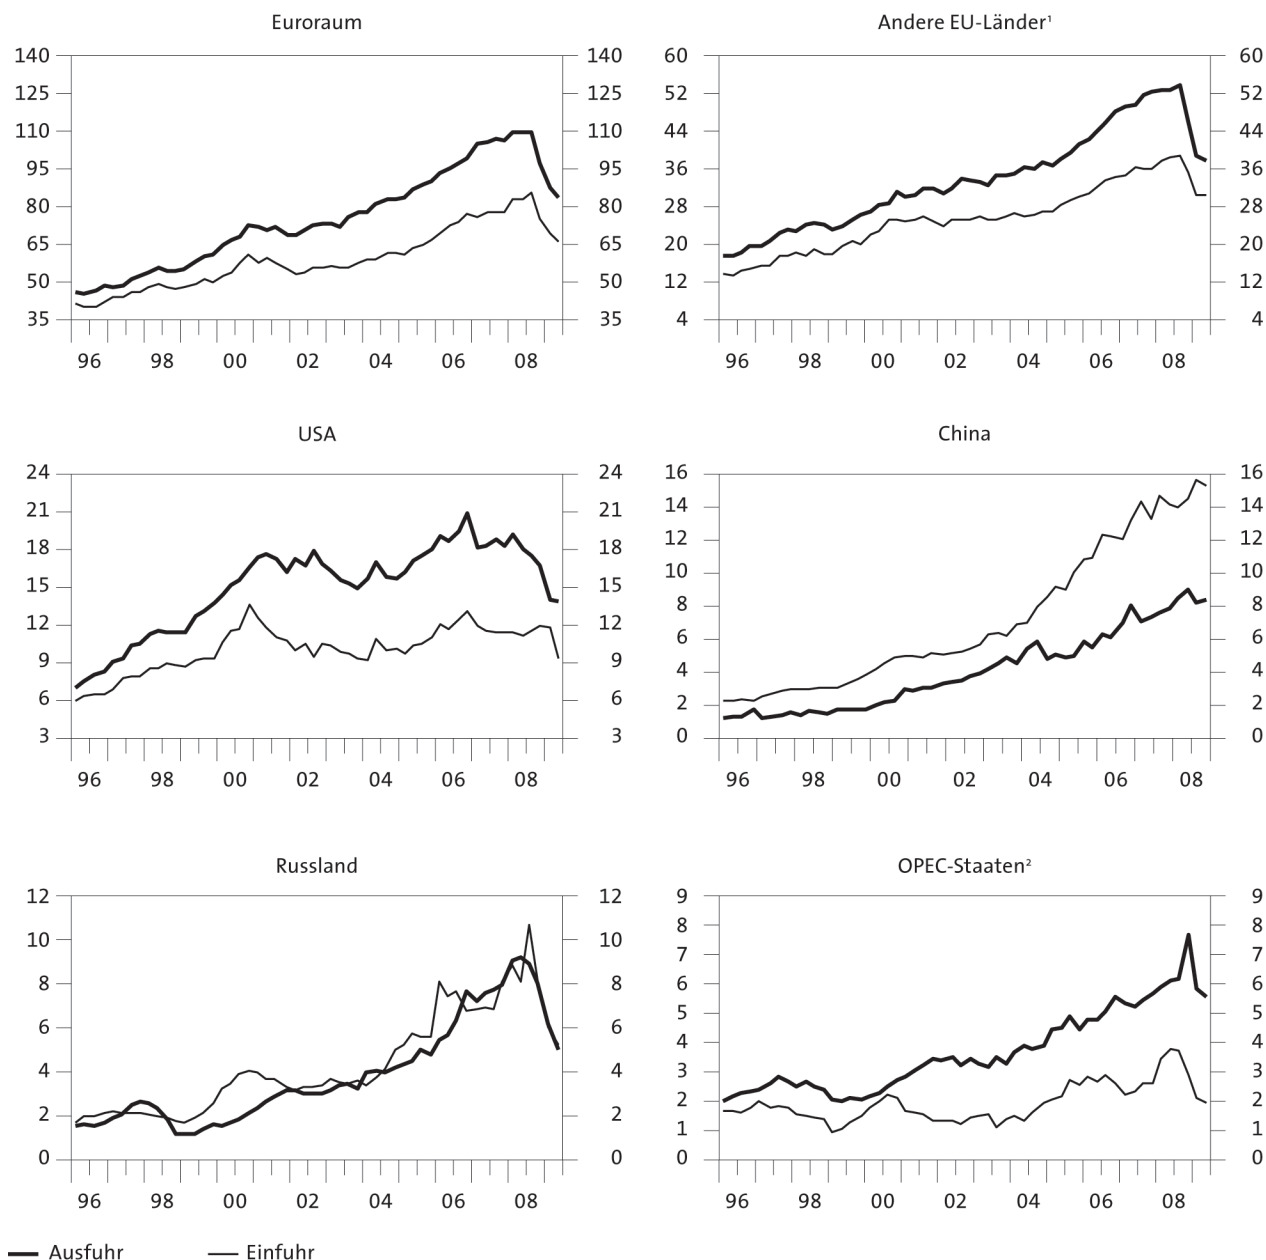 Euroraum Andere EU-Länder¹
140 140 60 60
125 125 52 52
110 110 44 44
95 95 36 36
80 80 28 28
65 65 20 20
50 50 12 12
35 35 4 4
96 98 00 02 04 06 08 96 98 00 02 04 06 08
USA China
24 24 16 16
21 21 14 14
18 18 12 12
15 15 10 10
12 12 8 8
9 9 6 6
6 6 4 4
3 3 2 2
0 0
96 98 00 02 04 06 08 96 98 00 02 04 06 08
Russland OPEC-Staaten²
12 12 9 9
10 10 8 8
8 8 7 7
6 6 6 6
4 4 5 5
2 2 4 4
0 0 3 3
2 2
1 1
0 0
96 98 00 02 04 06 08 96 98 00 02 04 06 08
Ausfuhr Einfuhr